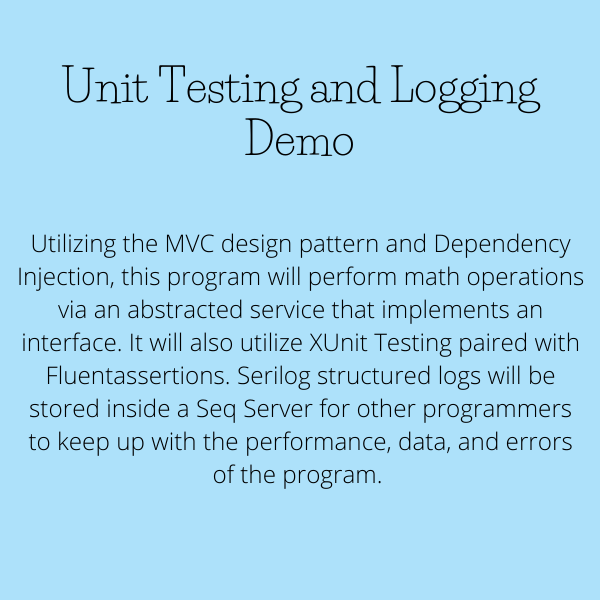 Unit Testing and Logging
Demo
Utilizing the MVC design pattern and Dependency
Injection, this program will perform math operations
via an abstracted service that implements an
interface. It will also utilize XUnit Testing paired with
Fluentassertions. Serilog structured logs will be
stored inside a Seq Server for other programmers
to keep up with the performance, data, and errors
of the program.